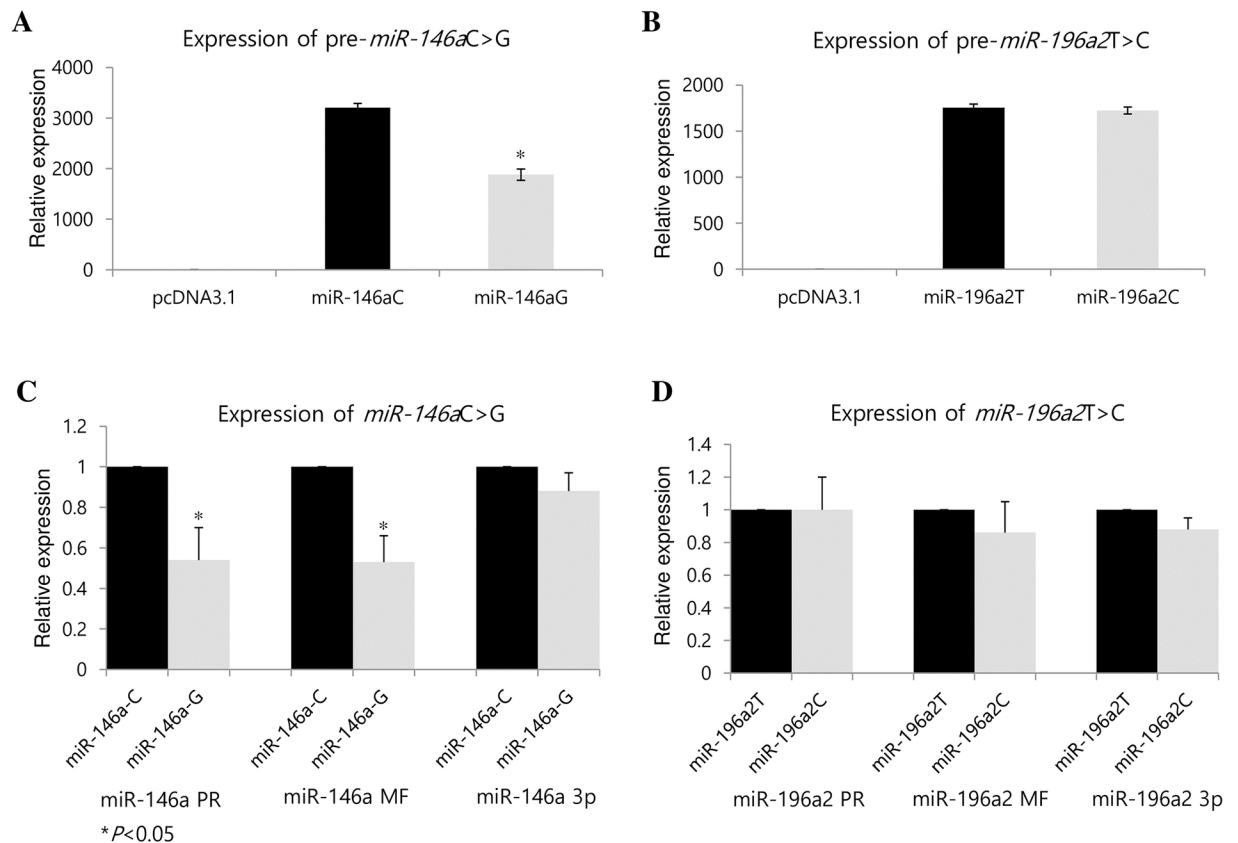 A
Expression of pre-miR-146aC>G
Relative expression
4000
3000
2000
1000
0
*
pcDNA3.1
miR-146aC
miR-146aG
B
Expression of pre-miR-196a2T>C
Relative expression
2000
1500
1000
500
0
pcDNA3.1
miR-196a2T
miR-196a2C
C
Expression of miR-146aC>G
Relative expression
1.2
1
0.8
0.6
0.4
0.2
0
*
*
miR-146a-C
miR-146a-G
miR-146a-C
miR-146a-G
miR-146a-C
miR-146a-G
miR-146a PR
miR-146a MF
miR-146a 3p
*P<0.05
D
Expression of miR-196a2T>C
Relative expression
1.4
1.2
1
0.8
0.6
0.4
0.2
0
miR-196a2T
miR-196a2C
miR-196a2T
miR-196a2C
miR-196a2T
miR-196a2C
miR-196a2 PR
miR-196a2 MF
miR-196a2 3p